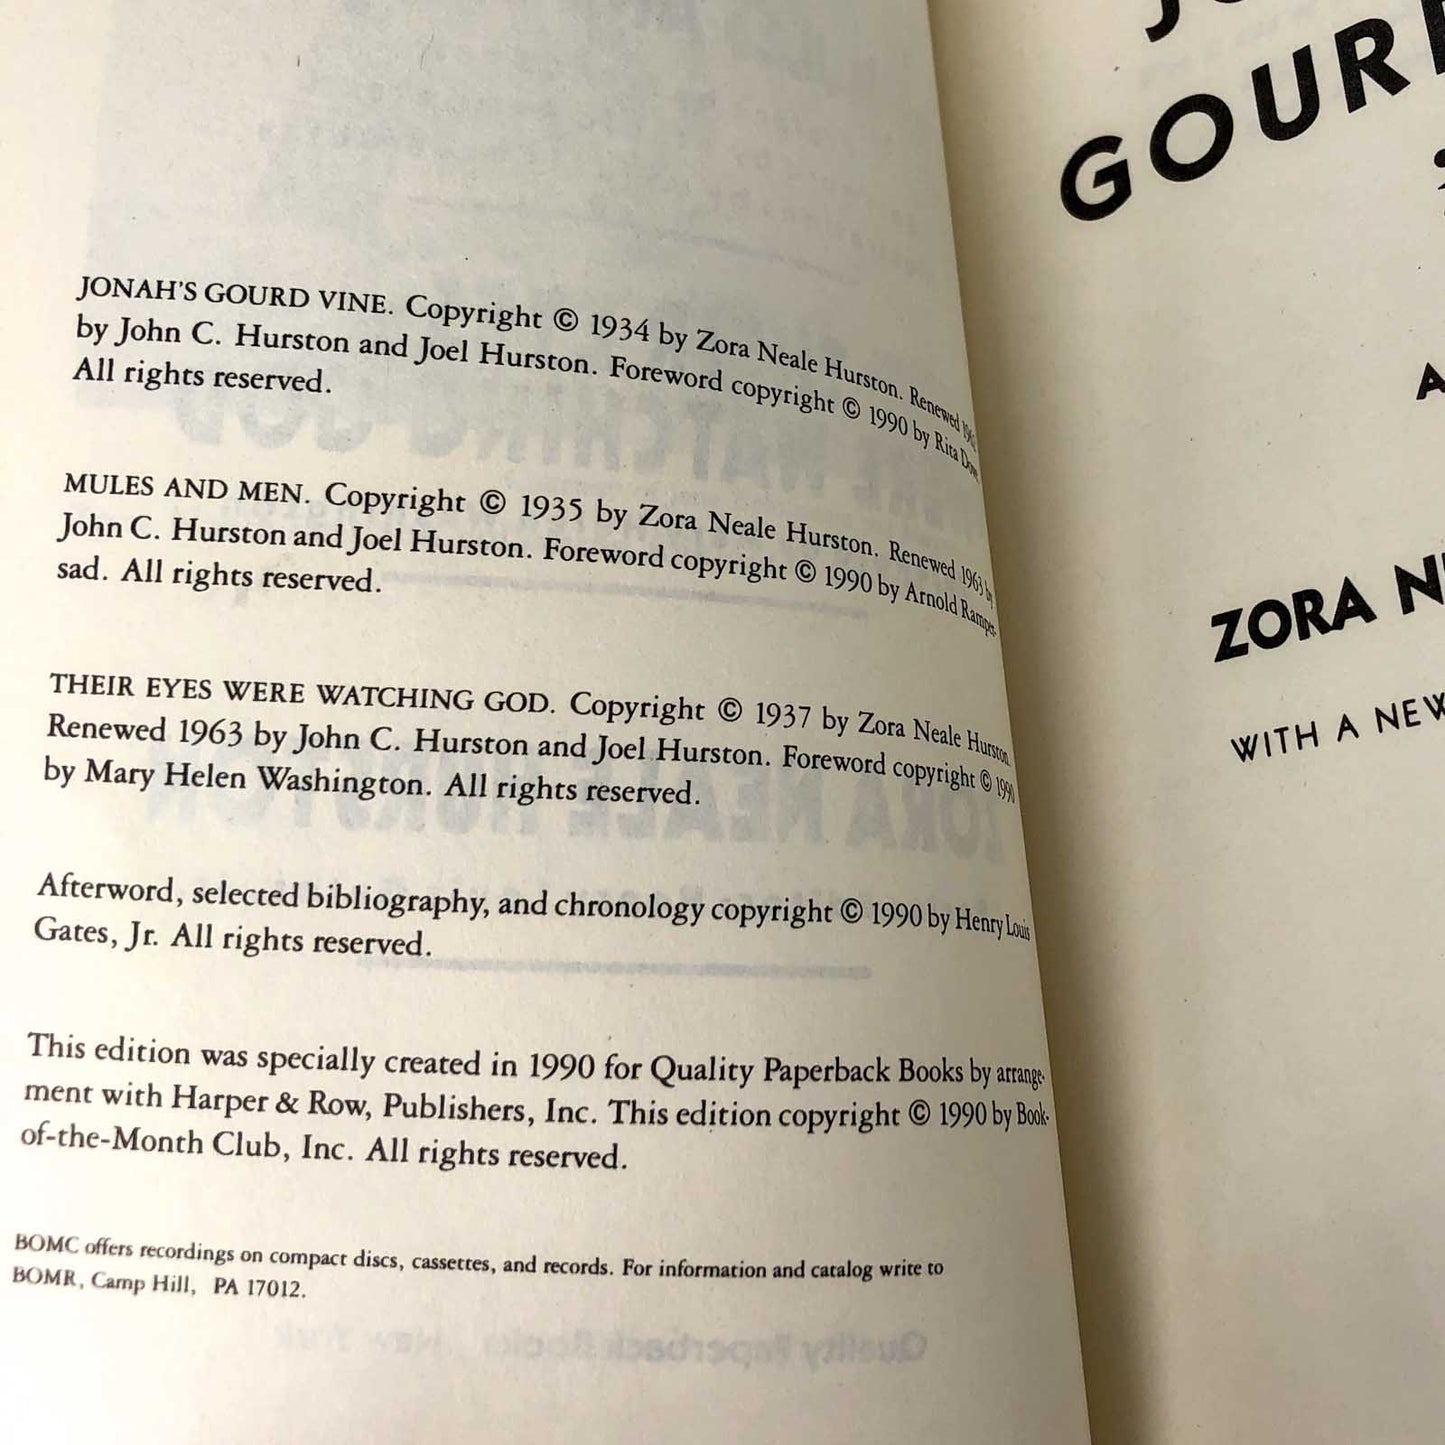 JONAH'S GOURD VINE. Copyright © 1934 by Zora Neale Hurston. Renewed
by John C. Hurston and Joel Hurston. Foreword copyright © 1990 by Rita Dove.
All rights reserved.
MULES AND MEN. Copyright © 1935 by Zora Neale Hurston. Renewed 1963 by
John C. Hurston and Joel Hurston. Foreword copyright © 1990 by Arnold Ramper-
sad. All rights reserved.
THEIR EYES WERE WATCHING GOD. Copyright © 1937 by Zora Neale Hurston.
Renewed 1963 by John C. Hurston and Joel Hurston. Foreword copyright © 1990
by Mary Helen Washington. All rights reserved.
Afterword, selected bibliography, and chronology copyright © 1990 by Henry Louis
Gates, Jr. All rights reserved.
This edition was specially created in 1990 for Quality Paperback Books by arrange-
ment with Harper & Row, Publishers, Inc. This edition copyright © 1990 by Book-
of-the-Month Club, Inc. All rights reserved.
BOMC offers recordings on compact discs, cassettes, and records. For information and catalog write to
BOMR, Camp Hill, PA 17012.
GOUR
ZORA N
WITH A NEW